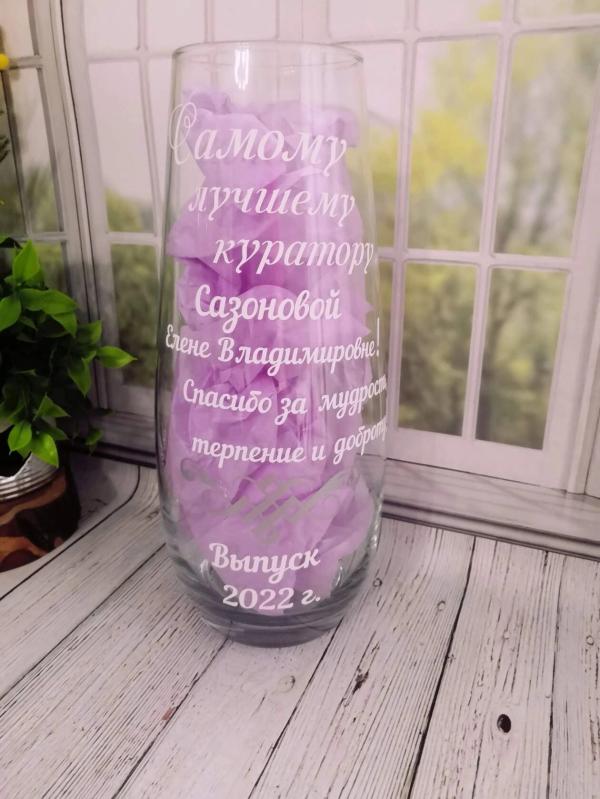 Самому
лучшему
куратору
Сазоновой
Елене Владимировне!
Спасибо за мудрость,
терпение и доброту!
Выпуск
2022 г.